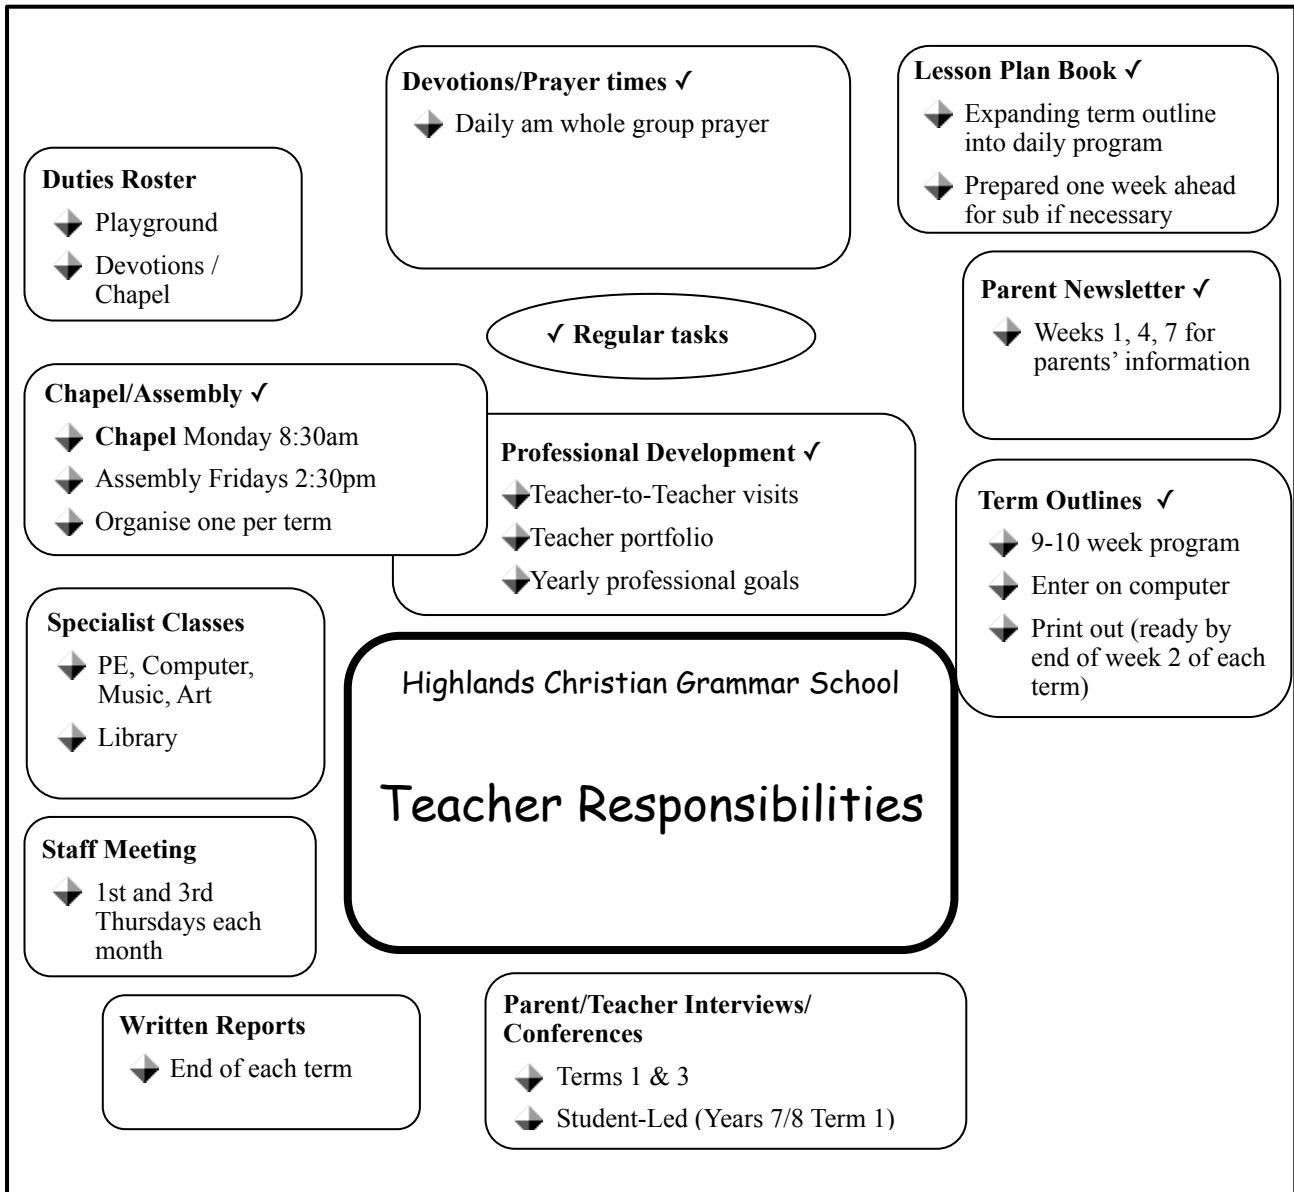 Devotions/Prayer times ✓
Daily am whole group prayer
Lesson Plan Book ✓
Expanding term outline
into daily program
Prepared one week ahead
for sub if necessary
Duties Roster
Playground
Devotions /
Chapel
Parent Newsletter ✓
Weeks 1, 4, 7 for
parents’ information
✓ Regular tasks
Chapel/Assembly ✓
Chapel Monday 8:30am
Assembly Fridays 2:30pm
Organise one per term
Professional Development ✓
Teacher-to-Teacher visits
Teacher portfolio
Yearly professional goals
Term Outlines ✓
9-10 week program
Enter on computer
Print out (ready by
end of week 2 of each
term)
Specialist Classes
PE, Computer,
Music, Art
Library
Highlands Christian Grammar School
Teacher Responsibilities
Staff Meeting
1st and 3rd
Thursdays each
month
Written Reports
End of each term
Parent/Teacher Interviews/
Conferences
Terms 1 & 3
Student-Led (Years 7/8 Term 1)